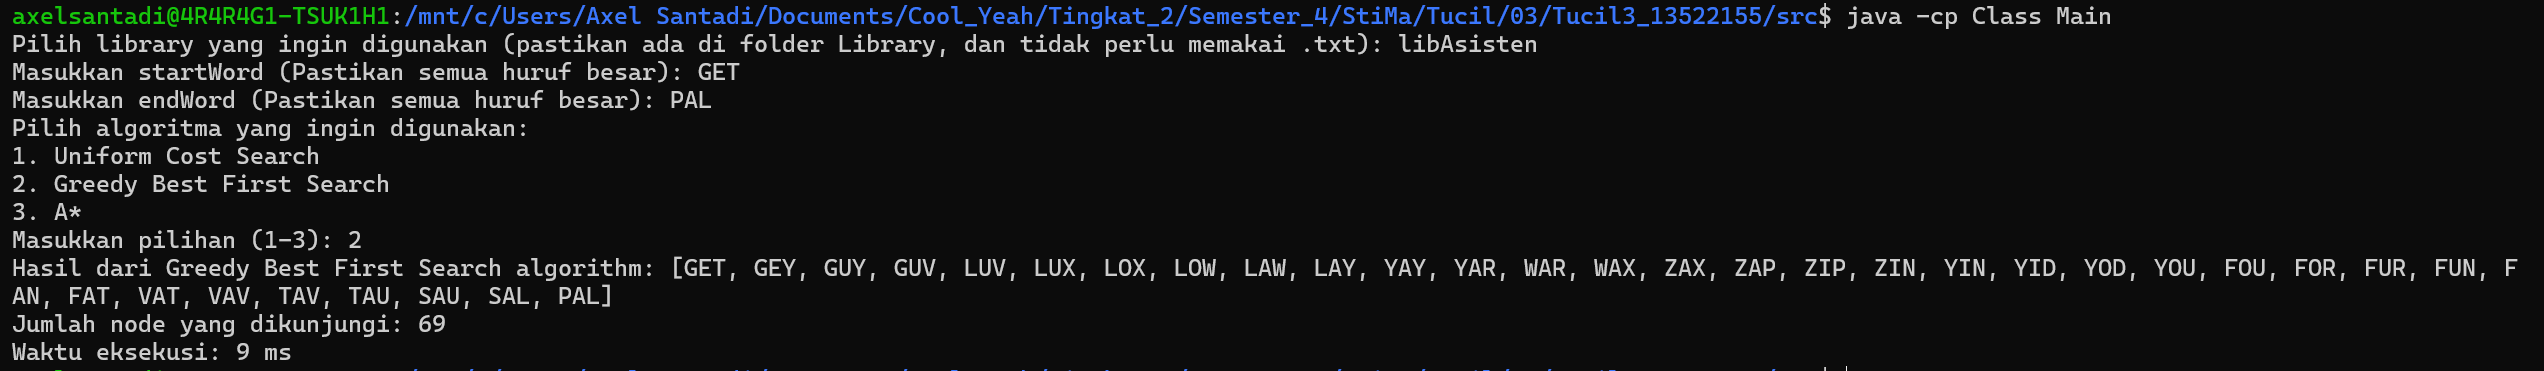 axelsantadi@4R4R4G1-TSUK1H1:/mnt/c/Users/Axel Santadi/Documents/Cool_Yeah/Tingkat_2/Semester_4/StiMa/Tucil/03/Tucil3_13522155/src$ java -cp Class Main
Pilih library yang ingin digunakan (pastikan ada di folder Library, dan tidak perlu memakai .txt): libAsisten
Masukkan startWord (Pastikan semua huruf besar): GET
Masukkan endWord (Pastikan semua huruf besar): PAL
Pilih algoritma yang ingin digunakan:
1. Uniform Cost Search
2. Greedy Best First Search
3. A*
Masukkan pilihan (1-3): 2
Hasil dari Greedy Best First Search algorithm: [GET, GEY, GUY, GUV, LUV, LUX, LOX, LOW, LAW, LAY, YAY, YAR, WAR, WAX, ZAX, ZAP, ZIP, ZIN, YIN, YID, YOD, YOU, FOU, FOR, FUR, FUN, F
AN, FAT, VAT, VAV, TAV, TAU, SAU, SAL, PAL]
Jumlah node yang dikunjungi: 69
Waktu eksekusi: 9 ms